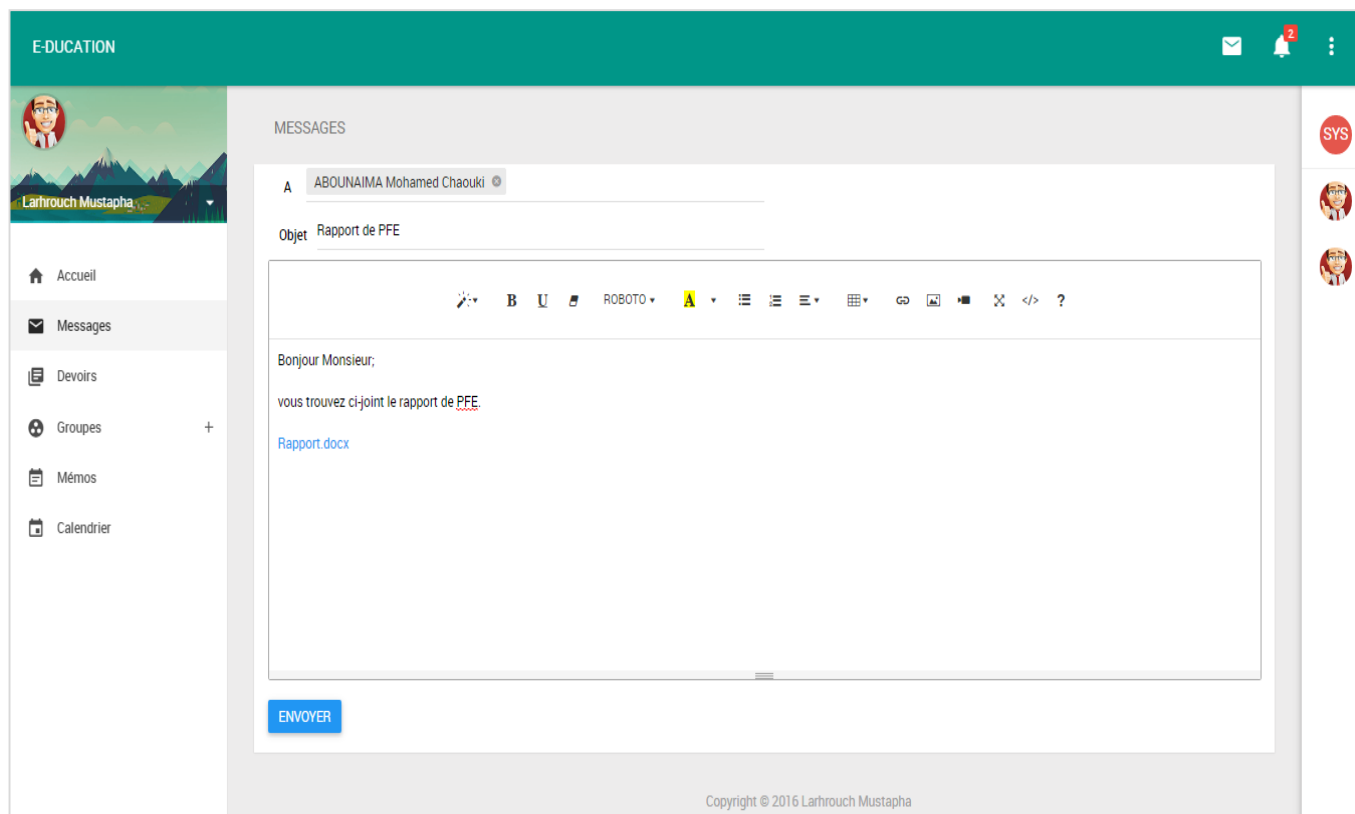 E-DUCATION
2
Larhrouch Mustapha
Accueil
Messages
Devoirs
Groupes +
Mémos
Calendrier
MESSAGES
A ABOUNAIMA Mohamed Chaouki
Objet Rapport de PFE
B U ROBOTO A </> ?
Bonjour Monsieur;
vous trouvez ci-joint le rapport de PFE.
Rapport.docx
ENVOYER
SYS
Copyright © 2016 Larhrouch Mustapha